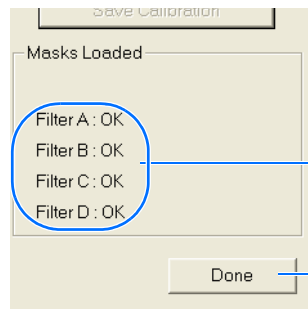 Save Calibration
Masks Loaded
Filter A : OK
Filter B : OK
Filter C : OK
Filter D : OK
Done